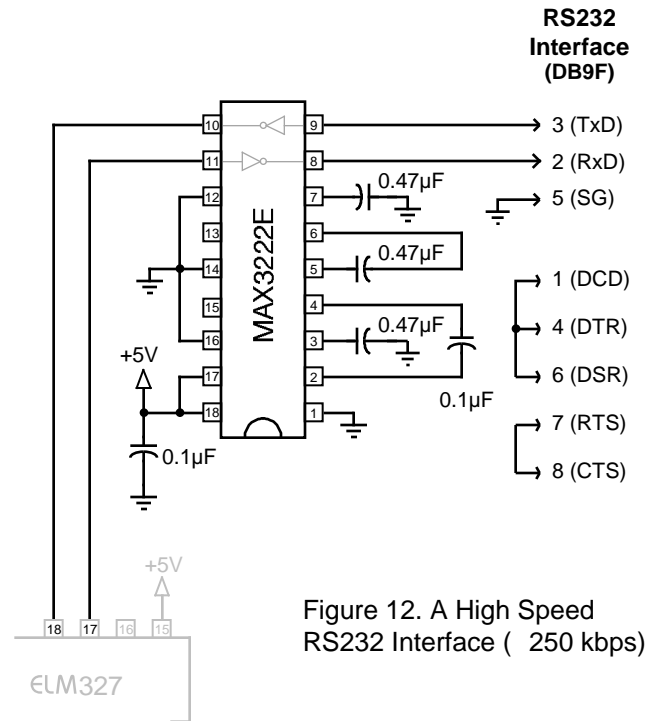 RS232
Interface
(DB9F)
10
9
3 (TxD)
11
8
2 (RxD)
12
7
0.47µF
5 (SG)
13
6
14
5
0.47µF
1 (DCD)
15
4
MAX3222E
16
3
0.47µF
4 (DTR)
+5V
17
2
6 (DSR)
18
1
0.1µF
7 (RTS)
0.1µF
8 (CTS)
+5V
18
17
16
15
ELM327
Figure 12. A High Speed
RS232 Interface ( 250 kbps)